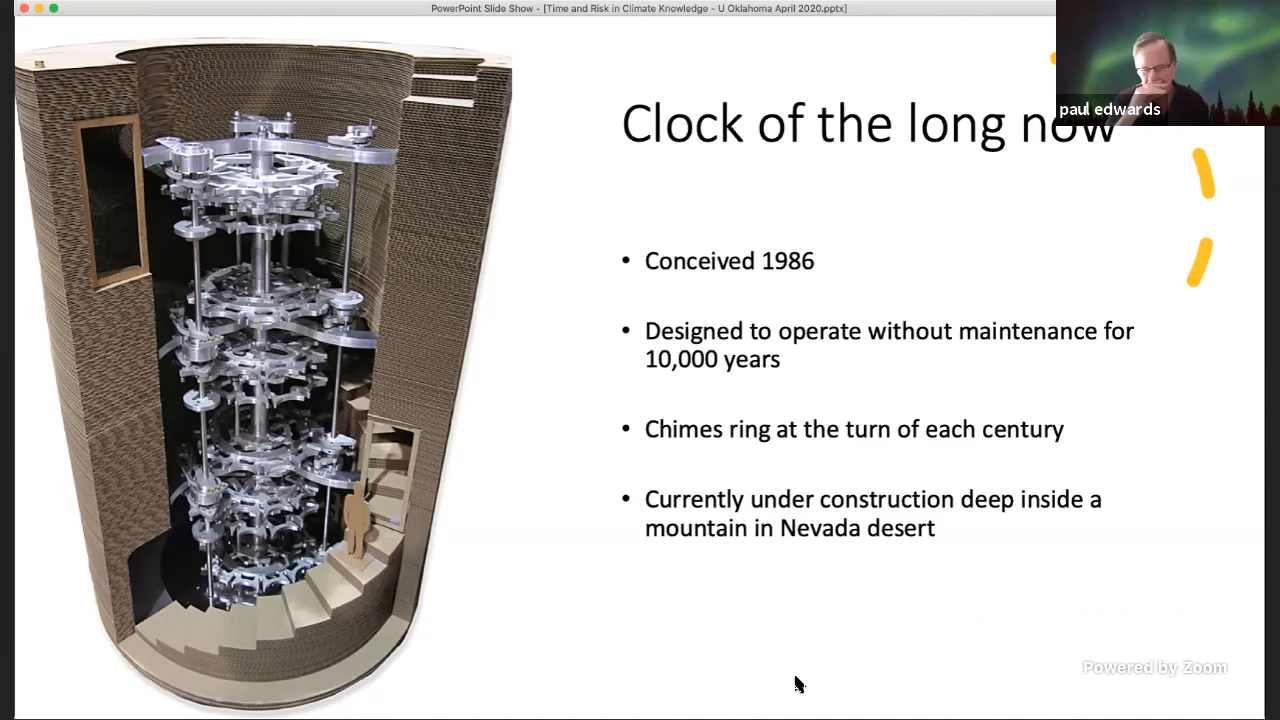 PowerPoint Slide Show - [Time and Risk in Climate Knowledge - U Oklahoma April 2020.pptx]
paul edwards
Clock of the long now
• Conceived 1986
• Designed to operate without maintenance for
10,000 years
• Chimes ring at the turn of each century
• Currently under construction deep inside a
mountain in Nevada desert
Powered by Zoom